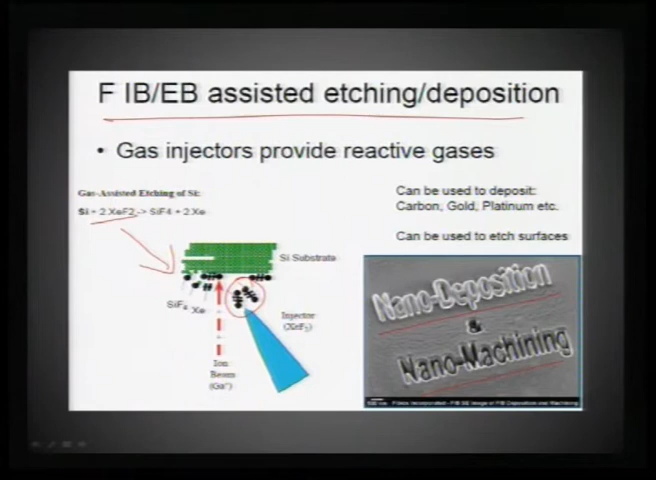 F IB/EB assisted etching/deposition
• Gas injectors provide reactive gases
Gas-Assisted Etching of Si:
Si + 2 XeF2 -> SiF4 + 2 Xe
Can be used to deposit:
Carbon, Gold, Platinum etc.
Can be used to etch surfaces
Si Substrate
SiF4
Xe
Injector
(XeF2)
Ion
Beam
(Ga+)
Nano-Deposition
&
Nano-Machining